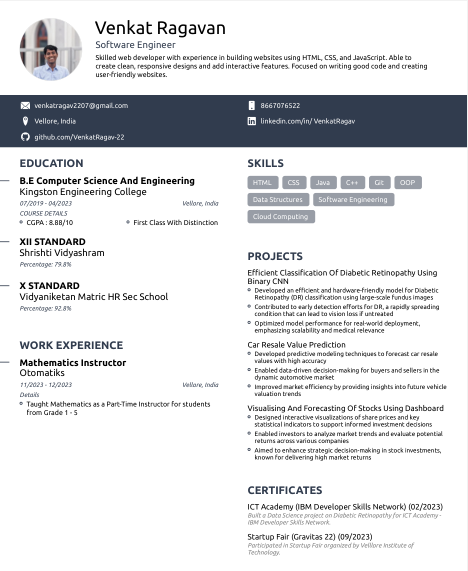 Venkat Ragavan
Software Engineer
Skilled web developer with experience in building websites using HTML, CSS, and JavaScript. Able to
create clean, responsive designs and add interactive features. Focused on writing good code and creating
user-friendly websites.
venkatragav2207@gmail.com
8667076522
Vellore, India
linkedin.com/in/ VenkatRagav
github.com/VenkatRagav-22
EDUCATION
B.E Computer Science And Engineering
Kingston Engineering College
07/2019 - 04/2023 Vellore, India
COURSE DETAILS
CGPA : 8.88/10 First Class With Distinction
XII STANDARD
Shrishti Vidyashram
Percentage: 79.8%
X STANDARD
Vidyaniketan Matric HR Sec School
Percentage: 92.8%
WORK EXPERIENCE
Mathematics Instructor
Otomatiks
11/2023 - 12/2023 Vellore, India
Details
Taught Mathematics as a Part-Time Instructor for students
from Grade 1 - 5
SKILLS
HTML CSS Java C++ Git OOP
Data Structures Software Engineering
Cloud Computing
PROJECTS
Efficient Classification Of Diabetic Retinopathy Using
Binary CNN
Developed an efficient and hardware-friendly model for Diabetic
Retinopathy (DR) classification using large-scale fundus images
Contributed to early detection efforts for DR, a rapidly spreading
condition that can lead to vision loss if untreated
Optimized model performance for real-world deployment,
emphasizing scalability and medical relevance
Car Resale Value Prediction
Developed predictive modeling techniques to forecast car resale
values with high accuracy
Enabled data-driven decision-making for buyers and sellers in the
dynamic automotive market
Improved market efficiency by providing insights into future vehicle
valuation trends
Visualising And Forecasting Of Stocks Using Dashboard
Designed interactive visualizations of share prices and key
statistical indicators to support informed investment decisions
Enabled investors to analyze market trends and evaluate potential
returns across various companies
Aimed to enhance strategic decision-making in stock investments,
known for delivering high market returns
CERTIFICATES
ICT Academy (IBM Developer Skills Network) (02/2023)
Built a Data Science project on Diabetic Retinopathy for ICT Academy -
IBM Developer Skills Network.
Startup Fair (Gravitas 22) (09/2023)
Participated in Startup Fair organized by Velllore Institute of
Technology.